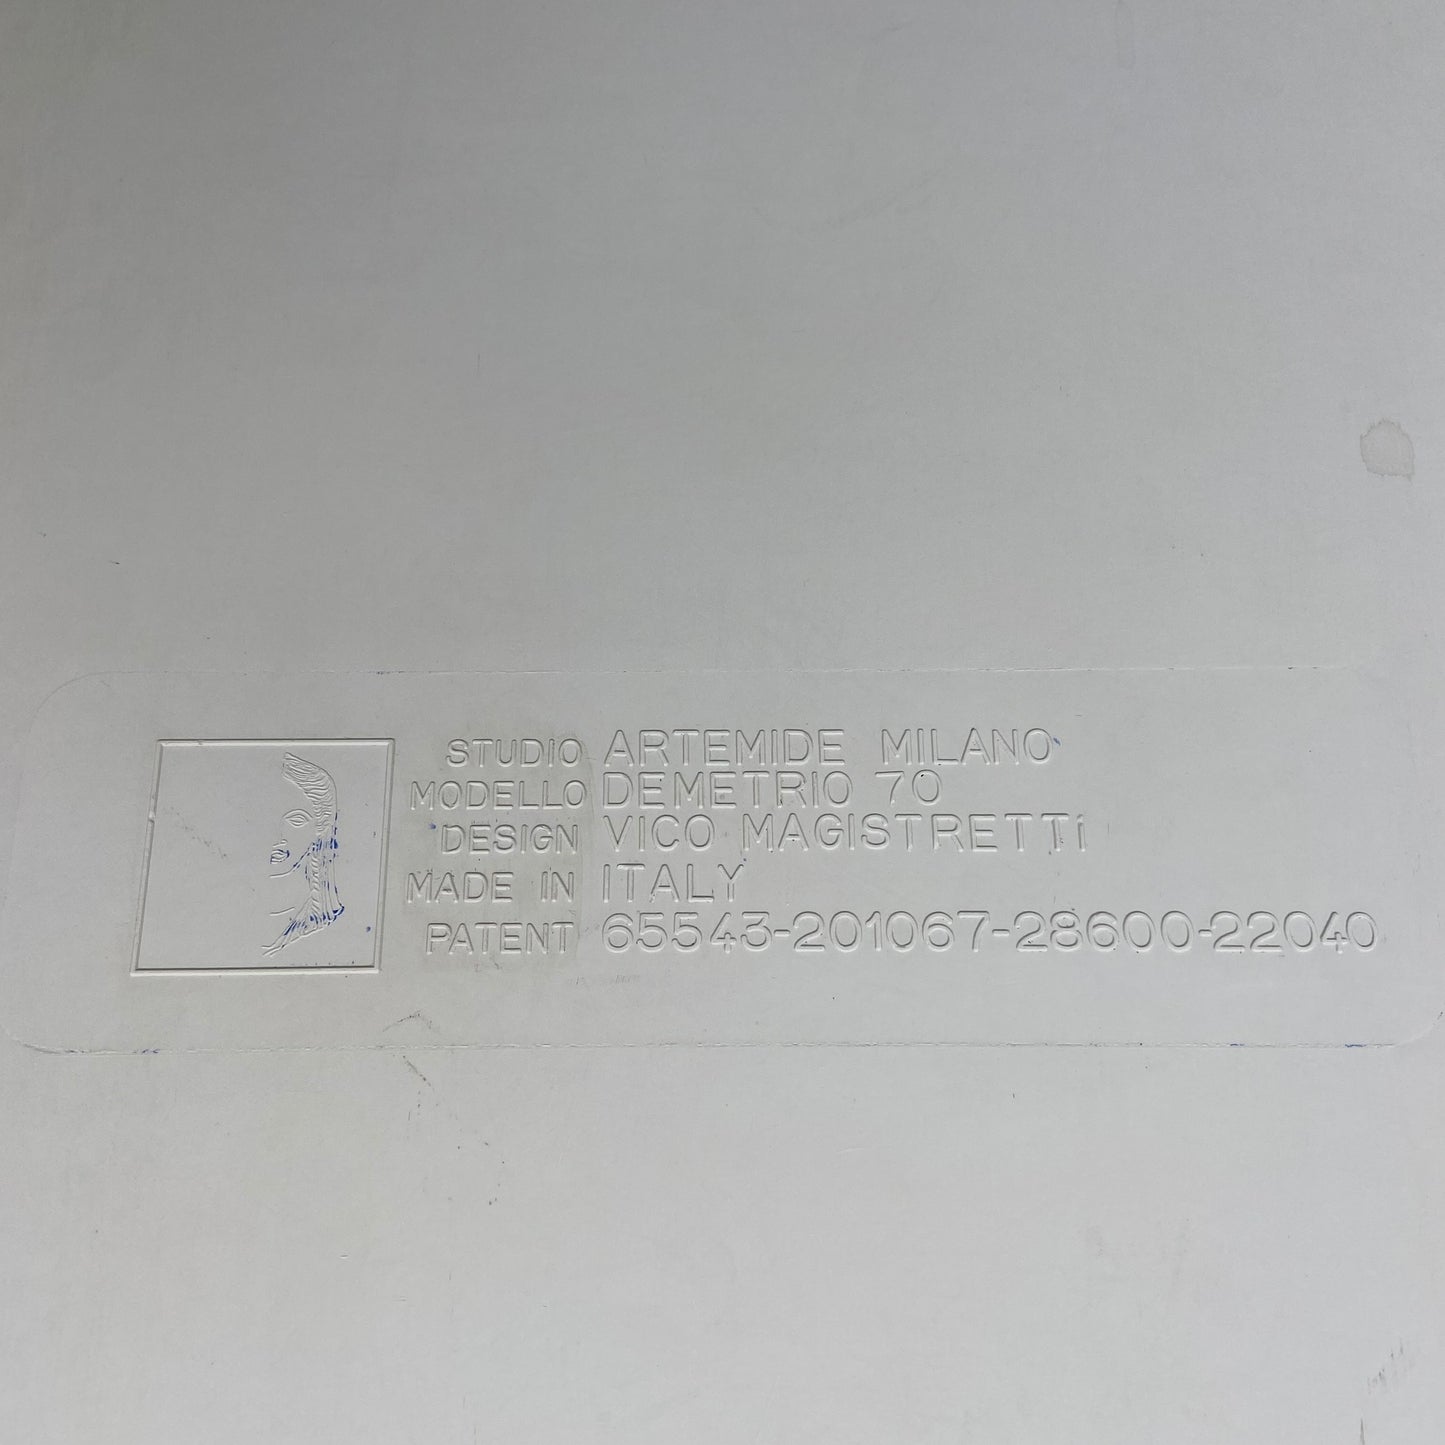 STUDIO ARTEMIDE MILANO
MODELLO DEMETRIO 70
DESIGN VICO MAGISTRETTi
MADE IN ITALY
PATENT 65543-201067-28600-22040